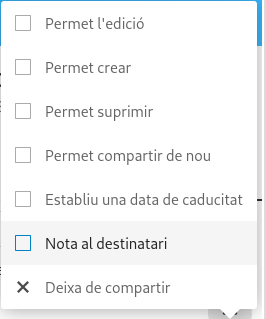 Permet l'edició
Permet crear
Permet suprimir
Permet compartir de nou
Establiu una data de caducitat
Nota al destinatari
Deixa de compartir